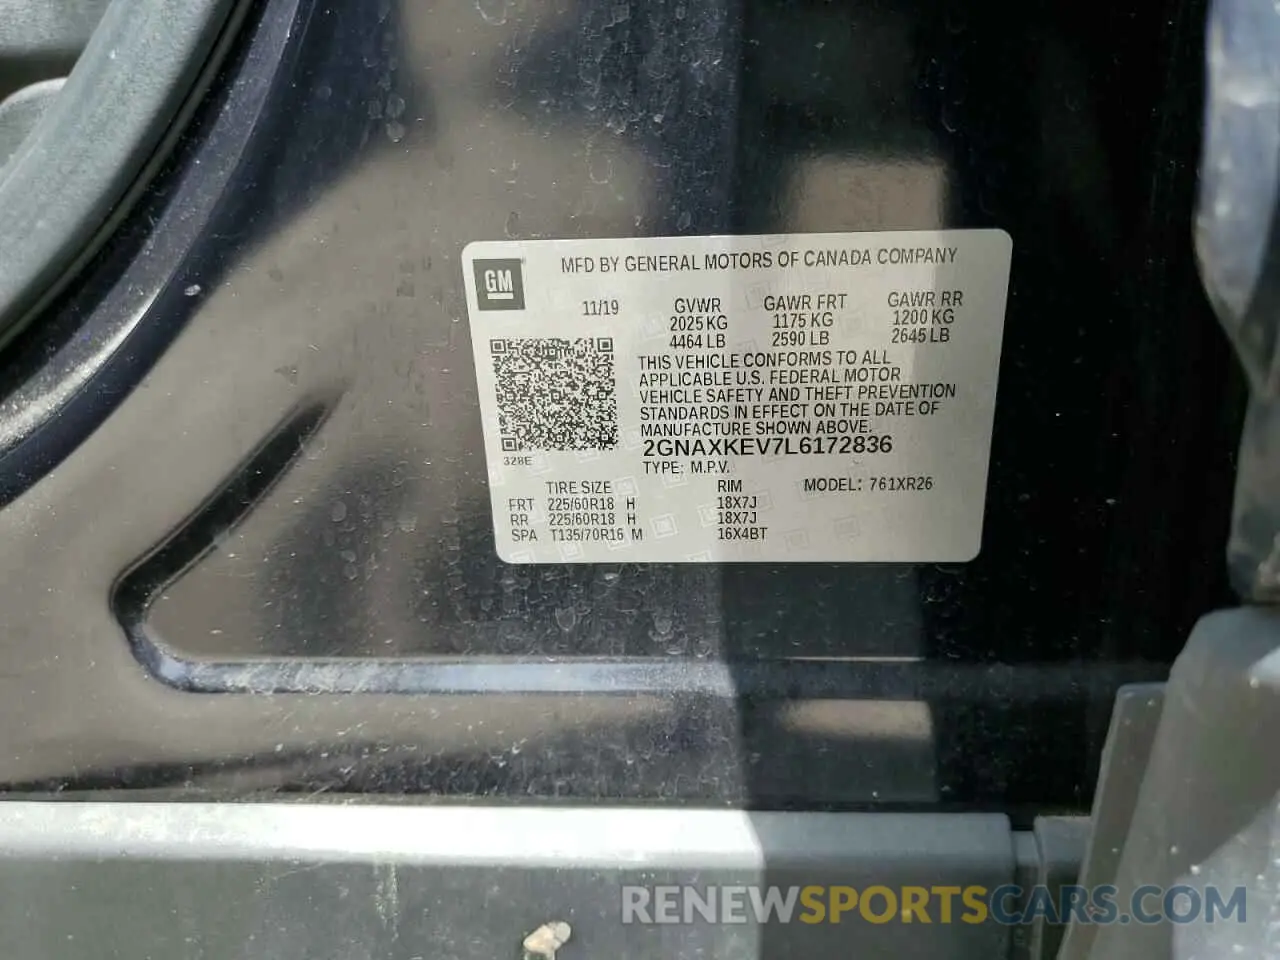 GM
MFD BY GENERAL MOTORS OF CANADA COMPANY
11/19 GVWR GAWR FRT GAWR RR
2025 KG 1175 KG 1200 KG
4464 LB 2590 LB 2645 LB
THIS VEHICLE CONFORMS TO ALL
APPLICABLE U.S. FEDERAL MOTOR
VEHICLE SAFETY AND THEFT PREVENTION
STANDARDS IN EFFECT ON THE DATE OF
MANUFACTURE SHOWN ABOVE.
328E
2GNAXKEV7L6172836
TYPE: M.P.V.
TIRE SIZE RIM MODEL: 761XR26
FRT 225/60R18 H 18X7J
RR 225/60R18 H 18X7J
SPA T135/70R16 M 16X4BT
RENEWSPORTSCARS.COM